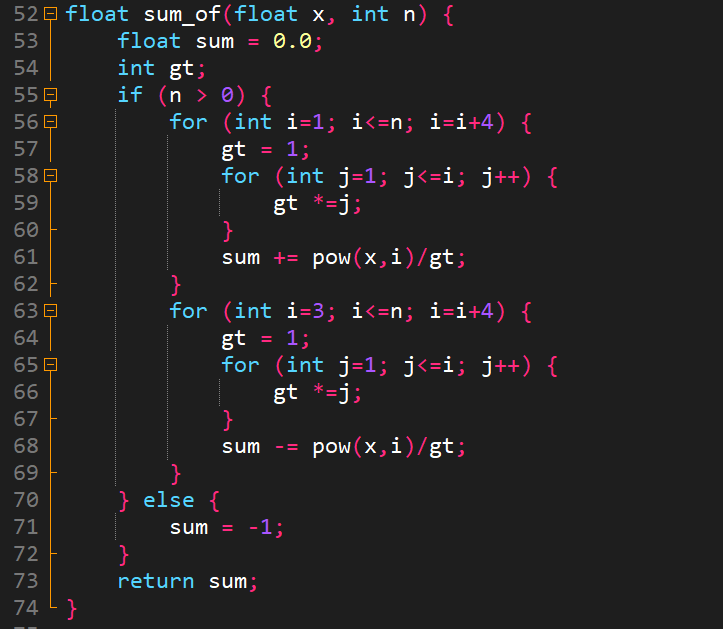 52 float sum_of(float x, int n) {
53     float sum = 0.0;
54     int gt;
55     if (n > 0) {
56         for (int i=1; i<=n; i=i+4) {
57             gt = 1;
58             for (int j=1; j<=i; j++) {
59                 gt *=j;
60             }
61             sum += pow(x,i)/gt;
62         }
63         for (int i=3; i<=n; i=i+4) {
64             gt = 1;
65             for (int j=1; j<=i; j++) {
66                 gt *=j;
67             }
68             sum -= pow(x,i)/gt;
69         }
70     } else {
71         sum = -1;
72     }
73     return sum;
74 }